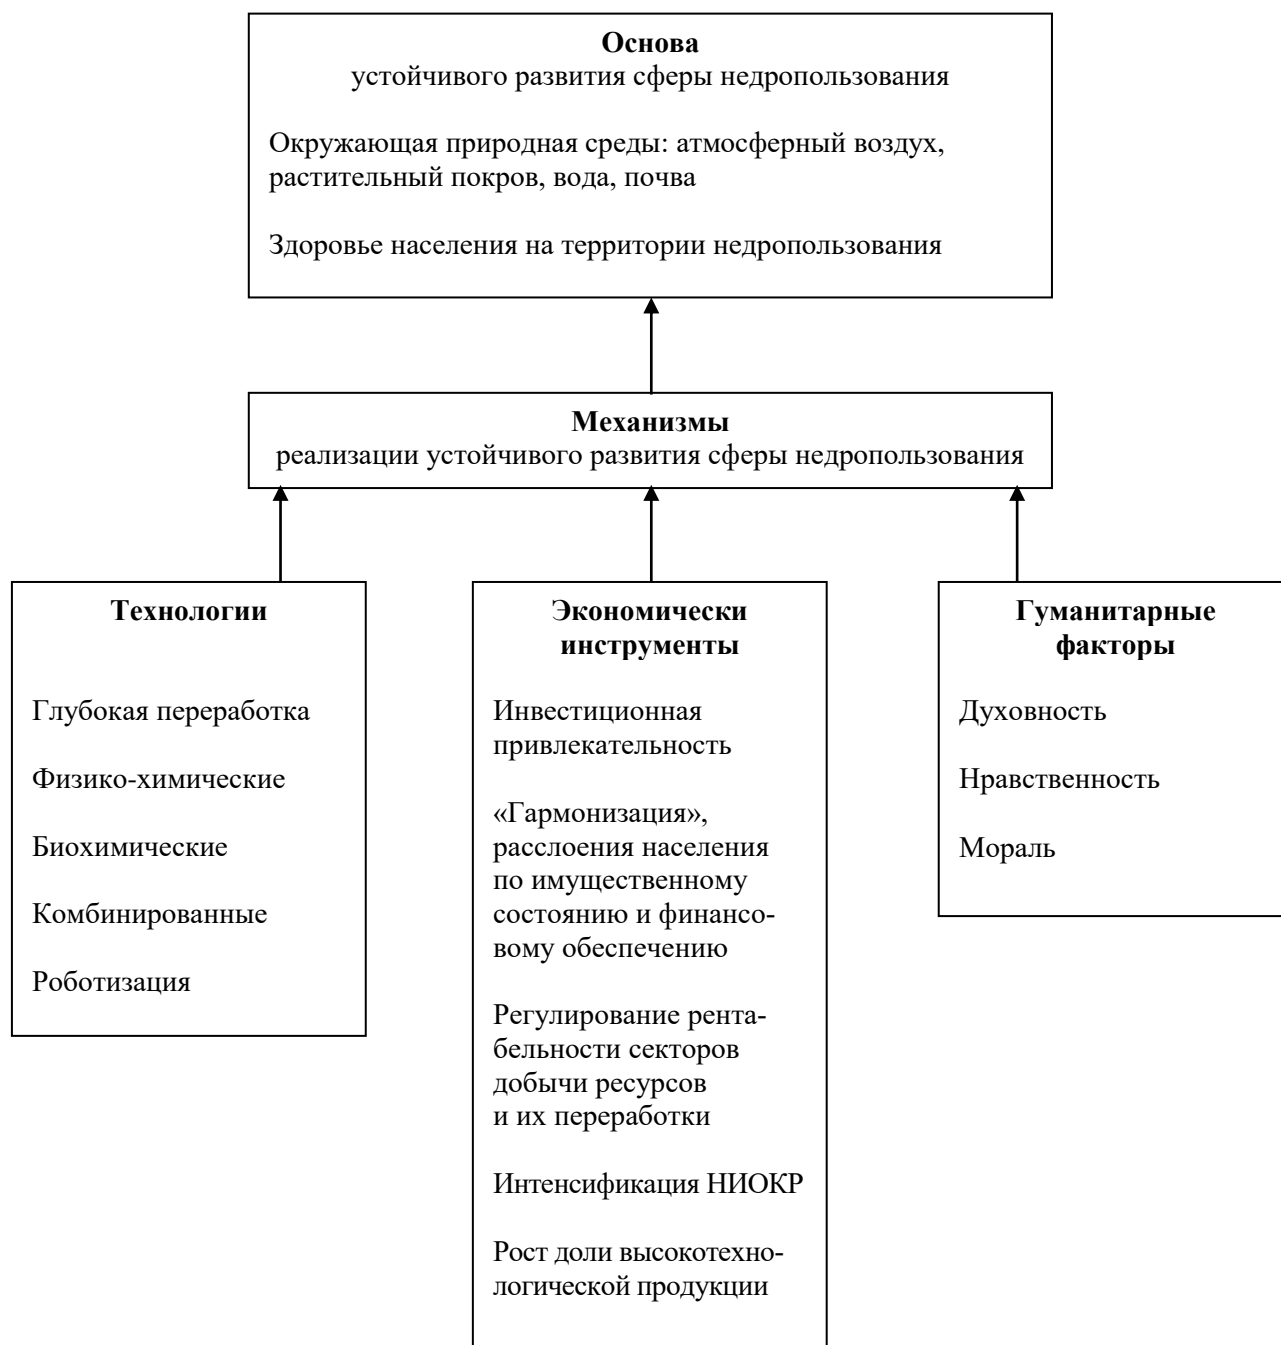 Основа
устойчивого развития сферы недропользования
Окружающая природная среды: атмосферный воздух,
растительный покров, вода, почва
Здоровье населения на территории недропользования
Механизмы
реализации устойчивого развития сферы недропользования
Технологии
Глубокая переработка
Физико-химические
Биохимические
Комбинированные
Роботизация
Экономически
инструменты
Инвестиционная
привлекательность
«Гармонизация»,
расслоения населения
по имущественному
состоянию и финансо-
вому обеспечению
Регулирование рента-
бельности секторов
добычи ресурсов
и их переработки
Интенсификация НИОКР
Рост доли высокотехно-
логической продукции
Гуманитарные
факторы
Духовность
Нравственность
Мораль